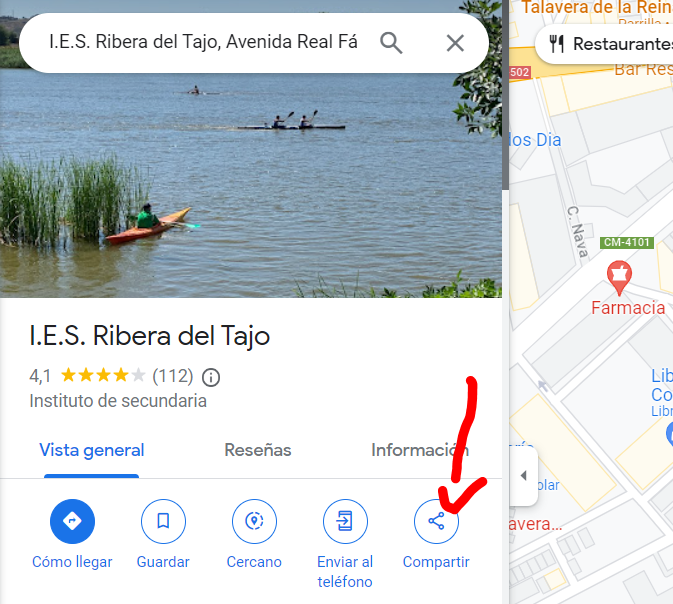 I.E.S. Ribera del Tajo, Avenida Real Fá
I.E.S. Ribera del Tajo
4,1
(112)
Instituto de secundaria
Vista general
Reseñas
Información
Cómo llegar
Guardar
Cercano
Enviar al
teléfono
Compartir
Talavera de la Reina
Parrilla
Restaurantes
502
Bar Res
los Dia
C. Nava
CM-4101
Farmacia
Lib
Co
Libr
olar
avera...